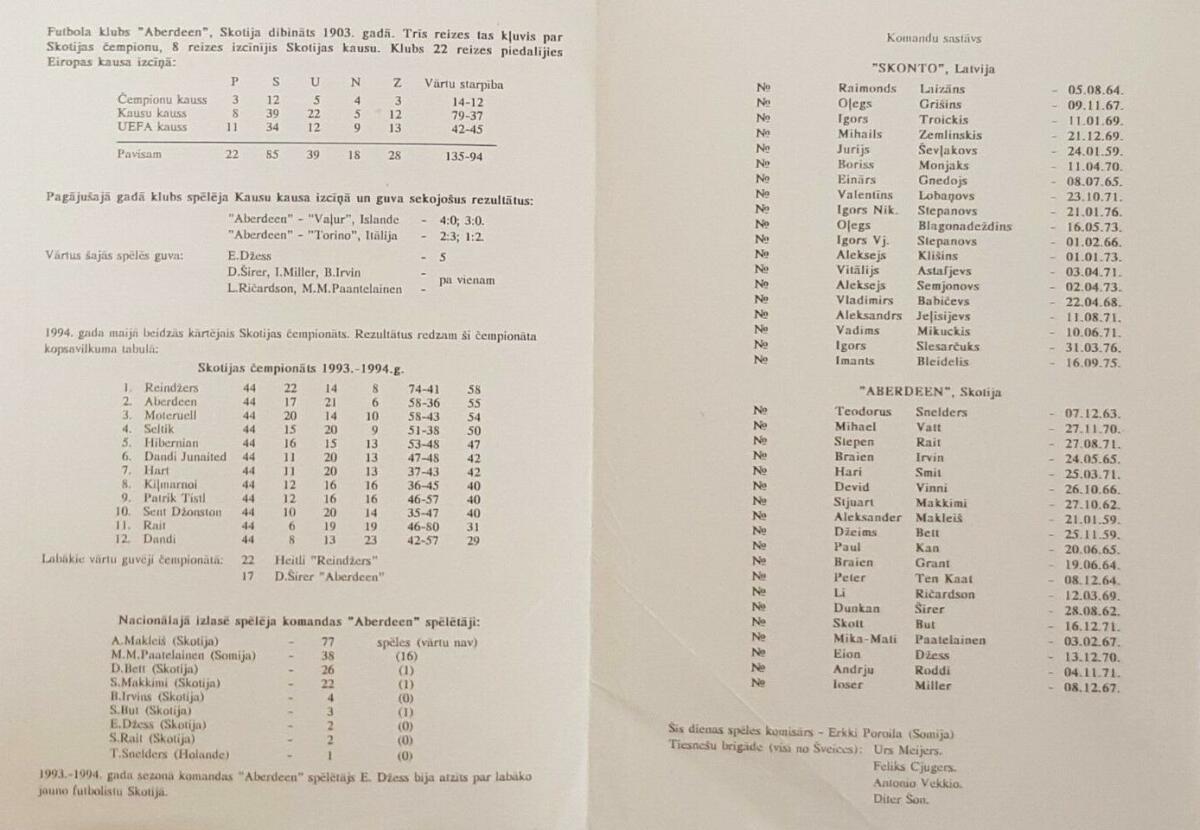 Futbola klubs "Aberdeen", Skotija dibināts 1903. gadā. Trīs reizes tas kļuvis par
Skotijas čempionu, 8 reizes izcīnījis Skotijas kausu. Klubs 22 reizes piedalījies
Eiropas kausa izcīņā:
P S U N Z Vārtu starpība
Čempionu kauss 3 12 5 4 3 14-12
Kausu kauss 8 39 22 5 12 79-37
UEFA kauss 11 34 12 9 13 42-45
Pavisam 22 85 39 18 28 135-94
Pagājušajā gadā klubs spēlēja Kausu kausa izcīņā un guva sekojošus rezultātus:
"Aberdeen" - "Vaļur", Islande - 4:0; 3:0.
"Aberdeen" - "Torino", Itālija - 2:3; 1:2.
Vārtus šajās spēlēs guva: E.Džess - 5
D.Širer, I.Miller, B.Irvin -
pa vienam
L.Ričardson, M.M.Paantelainen -
1994. gada maijā beidzās kārtējais Skotijas čempionāts. Rezultātus redzam šī čempionāta
kopsavilkuma tabulā:
Skotijas čempionāts 1993.-1994.g.
1. Reindžers 44 22 14 8 74-41 58
2. Aberdeen 44 17 21 6 58-36 55
3. Moteruell 44 20 14 10 58-43 54
4. Seltik 44 15 20 9 51-38 50
5. Hibernian 44 16 15 13 53-48 47
6. Dandi Junaited 44 11 20 13 47-48 42
7. Hart 44 11 20 13 37-43 42
8. Kiļmarnoi 44 12 16 16 36-45 40
9. Patrik Tistl 44 12 16 16 46-57 40
10. Sent Džonston 44 10 20 14 35-47 40
11. Rait 44 6 19 19 46-80 31
12. Dandi 44 8 13 23 42-57 29
Labākie vārtu guvēji čempionātā: 22 Heitli "Reindžers"
17 D.Širer "Aberdeen"
Nacionālajā izlasē spēlēja komandas "Aberdeen" spēlētāji:
A.Makleiš (Skotija) - 77 spēles (vārtu nav)
M.M.Paatelainen (Somija) - 38 (16)
D.Bett (Skotija) - 26 (1)
S.Makkimi (Skotija) - 22 (1)
B.Irvins (Skotija) - 4 (0)
S.But (Skotija) - 3 (1)
E.Džess (Skotija) - 2 (0)
S.Rait (Skotija) - 2 (0)
T.Snelders (Holande) - 1 (0)
1993.-1994. gada sezonā komandas "Aberdeen" spēlētājs E. Džess bija atzīts par labāko
jauno futbolistu Skotijā.
Komandu sastāvs
"SKONTO", Latvija
№ Raimonds Laizāns - 05.08.64.
№ Oļegs Grišins - 09.11.67.
№ Igors Troickis - 11.01.69.
№ Mihails Zemlinskis - 21.12.69.
№ Jurijs Ševļakovs - 24.01.59.
№ Boriss Monjaks - 11.04.70.
№ Einārs Gnedojs - 08.07.65.
№ Valentīns Lobaņovs - 23.10.71.
№ Igors Nik. Stepanovs - 21.01.76.
№ Oļegs Blagonadeždins - 16.05.73.
№ Igors Vj. Stepanovs - 01.02.66.
№ Aleksejs Klišins - 01.01.73.
№ Vitālijs Astafjevs - 03.04.71.
№ Aleksejs Semjonovs - 02.04.73.
№ Vladimirs Babičevs - 22.04.68.
№ Aleksandrs Jeļisijevs - 11.08.71.
№ Vadims Mikuckis - 10.06.71.
№ Igors Slesarčuks - 31.03.76.
№ Imants Bleidelis - 16.09.75.
"ABERDEEN", Skotija
№ Teodorus Snelders - 07.12.63.
№ Mihael Vatt - 27.11.70.
№ Stepen Rait - 27.08.71.
№ Braien Irvin - 24.05.65.
№ Hari Smit - 25.03.71.
№ Devid Vinni - 26.10.66.
№ Stjuart Makkimi - 27.10.62.
№ Aleksander Makleiš - 21.01.59.
№ Džeims Bett - 25.11.59.
№ Paul Kan - 20.06.65.
№ Braien Grant - 19.06.64.
№ Peter Ten Kaat - 08.12.64.
№ Li Ričardson - 12.03.69.
№ Dunkan Širer - 28.08.62.
№ Skott But - 16.12.71.
№ Mika-Mati Paatelainen - 03.02.67.
№ Eion Džess - 13.12.70.
№ Andrju Roddi - 04.11.71.
№ Ioser Miller - 08.12.67.
Šīs dienas spēles komisārs - Erkki Poroila (Somija)
Tiesnešu brigāde (visi no Šveices): Urs Meijers.
Feliks Cjugers.
Antonio Vekkio.
Diter Šon.